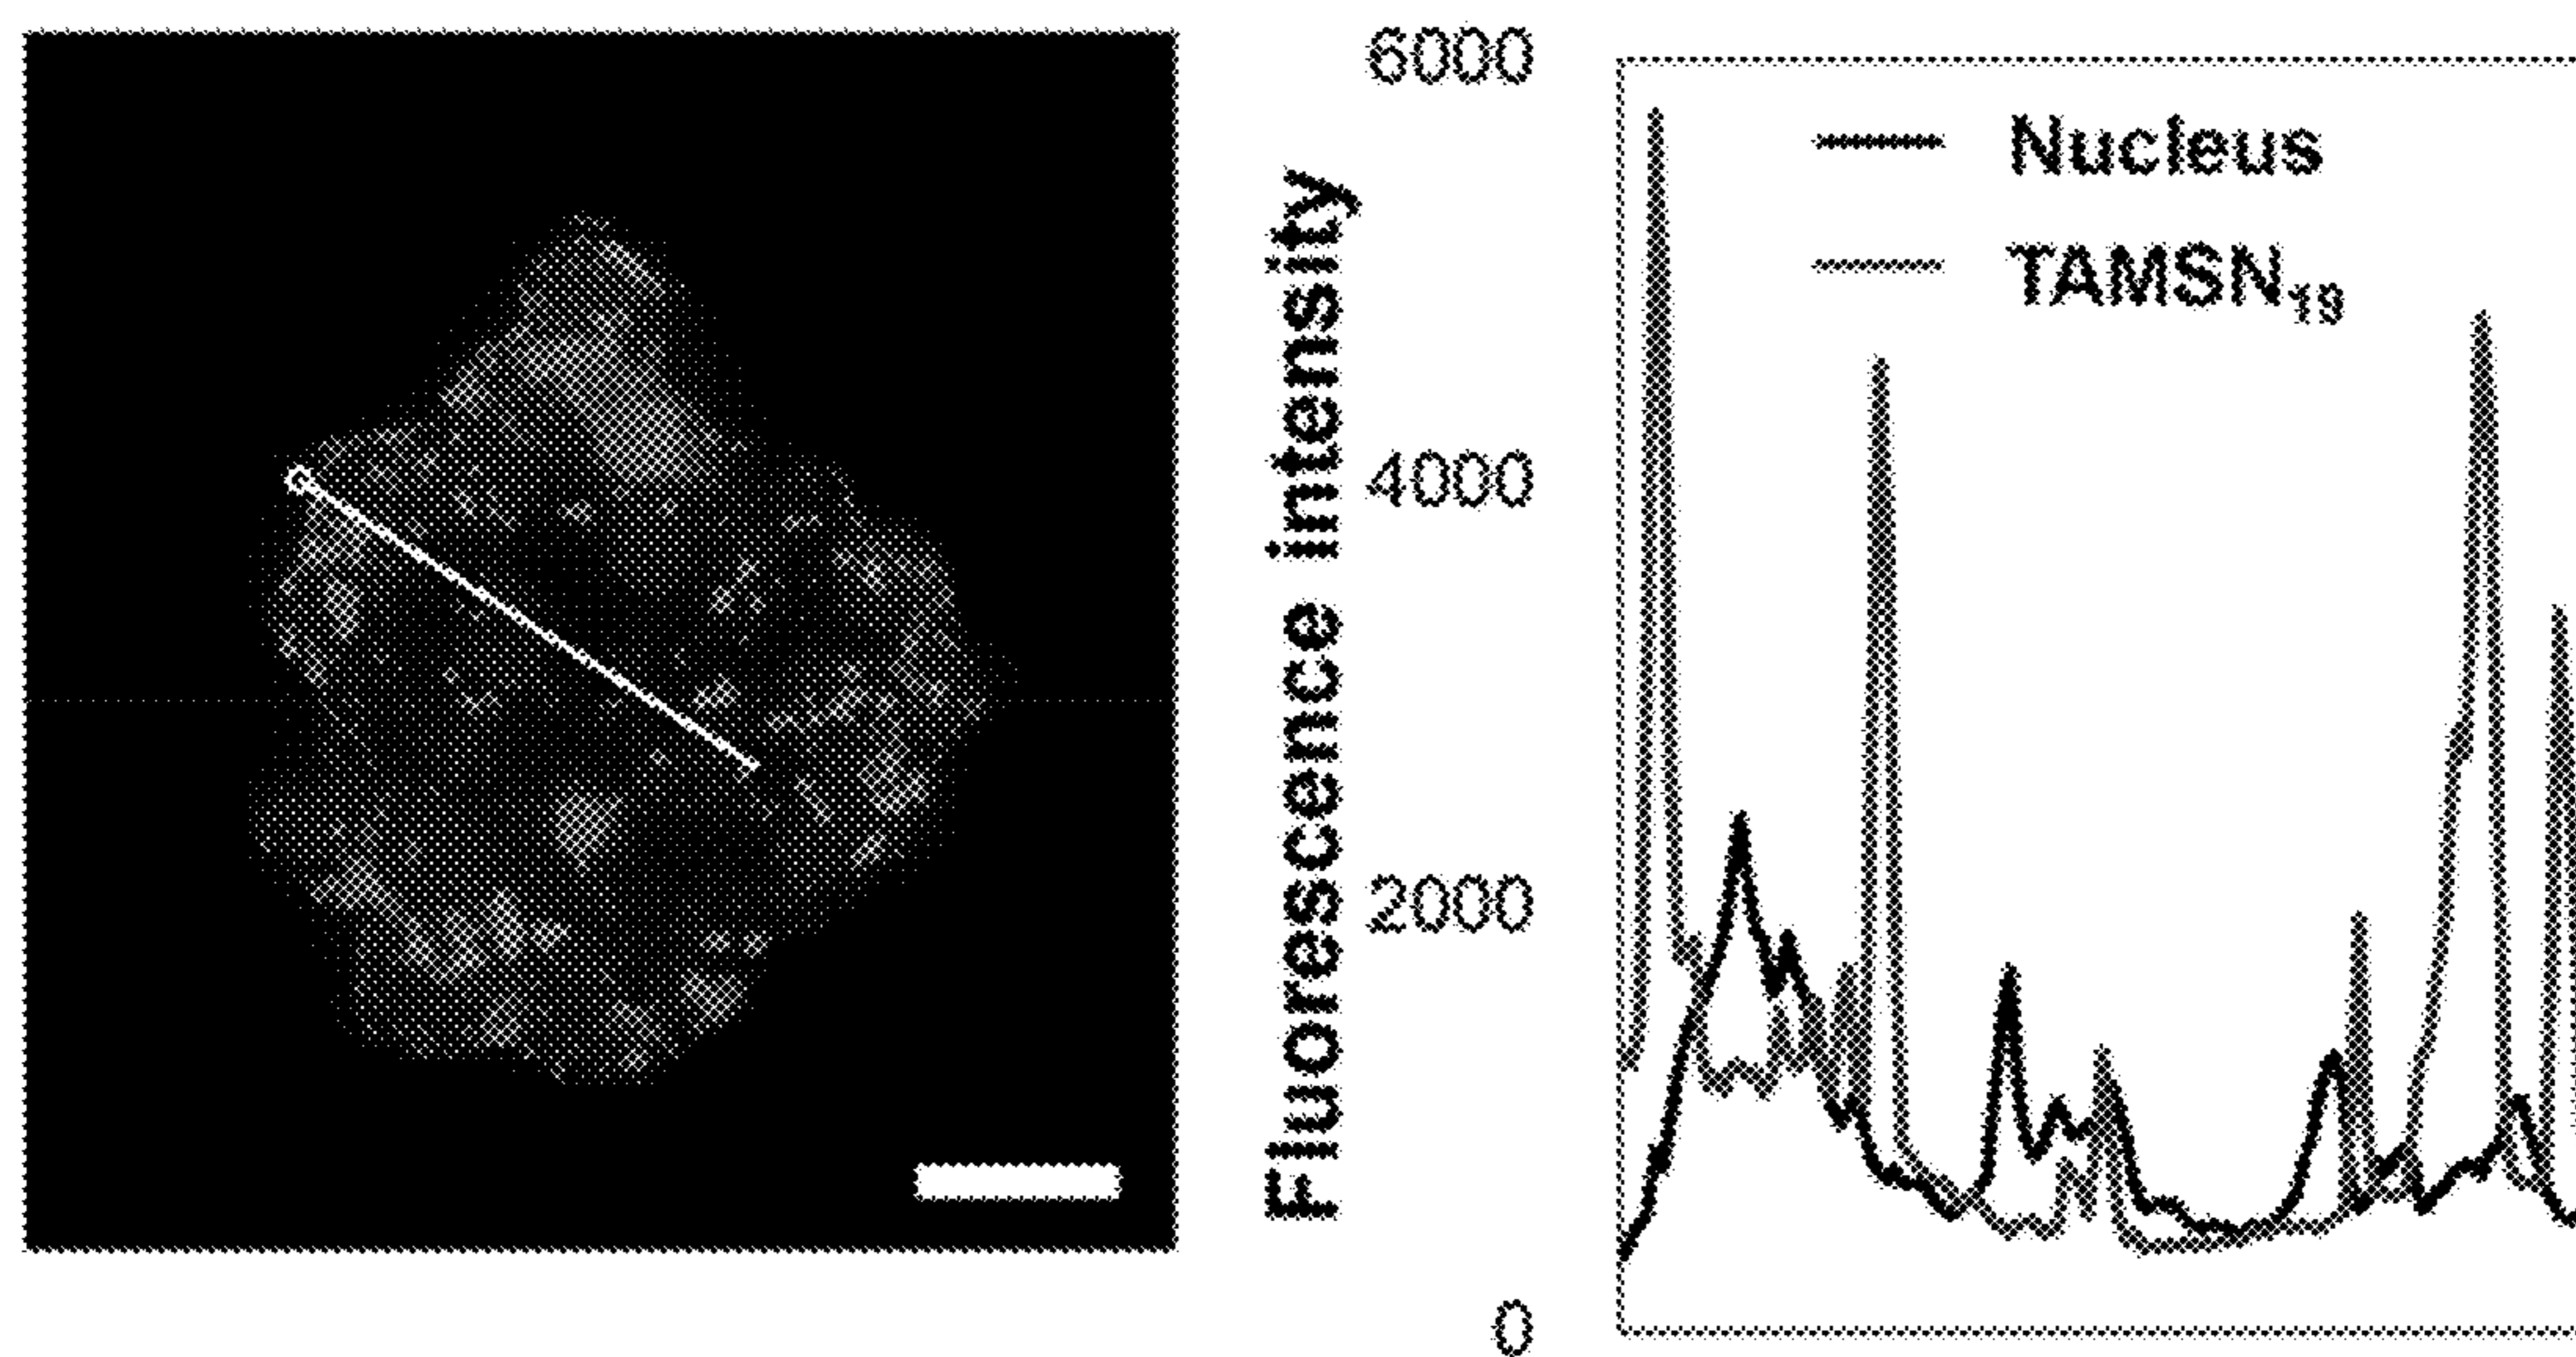 Fluorescence intensity
6000
4000
2000
0
Nucleus
TAMSN₁₉